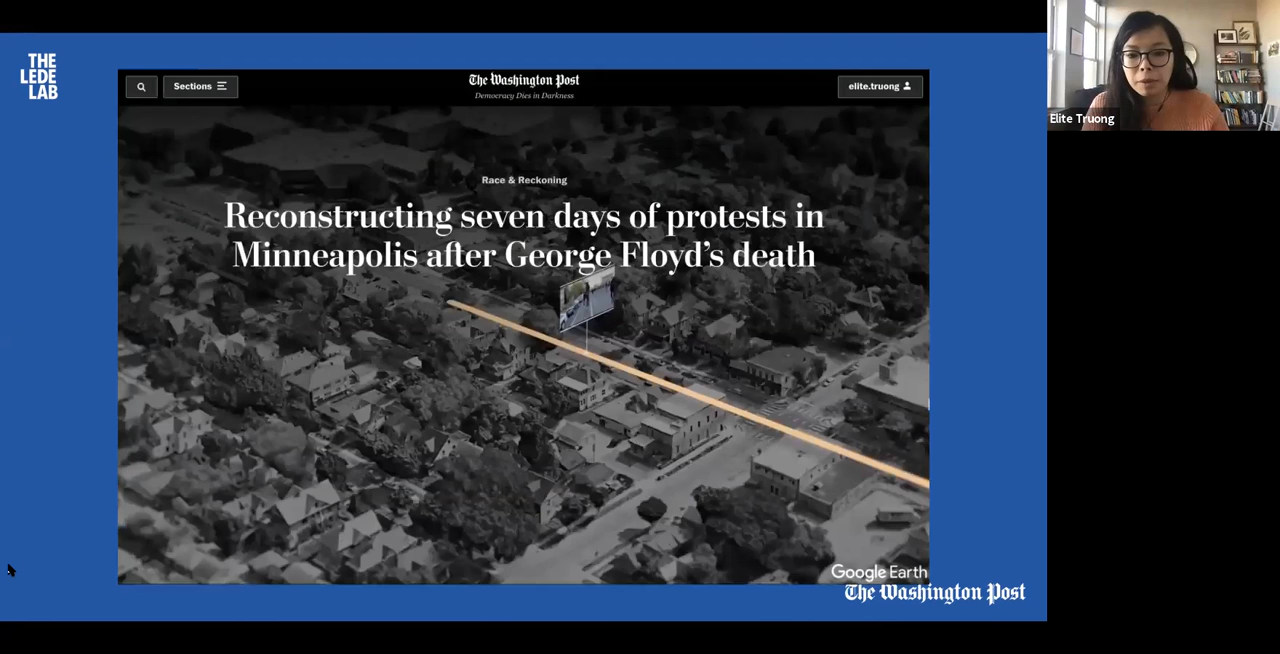 THE
LEDE
LAB
Sections
The Washington Post
Democracy Dies in Darkness
elite.truong
Race & Reckoning
Reconstructing seven days of protests in
Minneapolis after George Floyd’s death
Google Earth
The Washington Post
Elite Truong